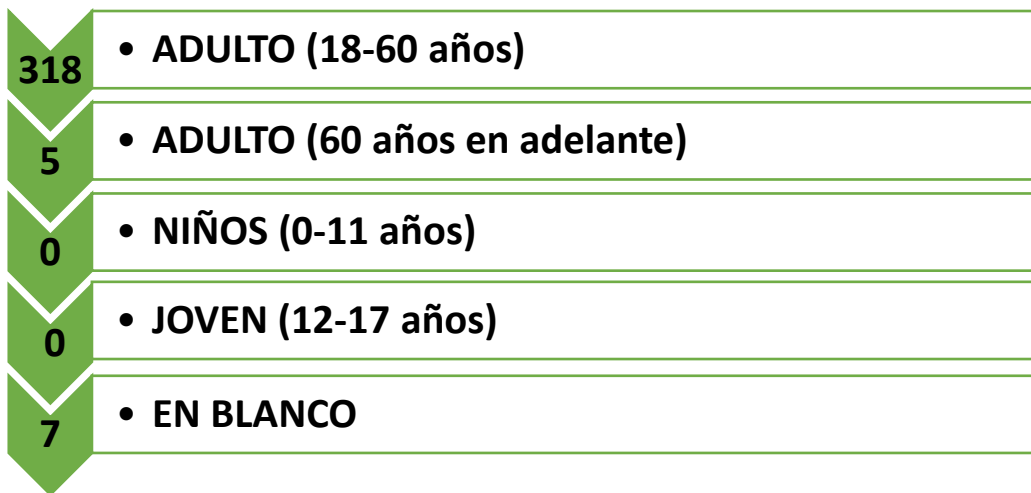 318
• ADULTO (18-60 años)
5
• ADULTO (60 años en adelante)
0
• NIÑOS (0-11 años)
0
• JOVEN (12-17 años)
7
• EN BLANCO